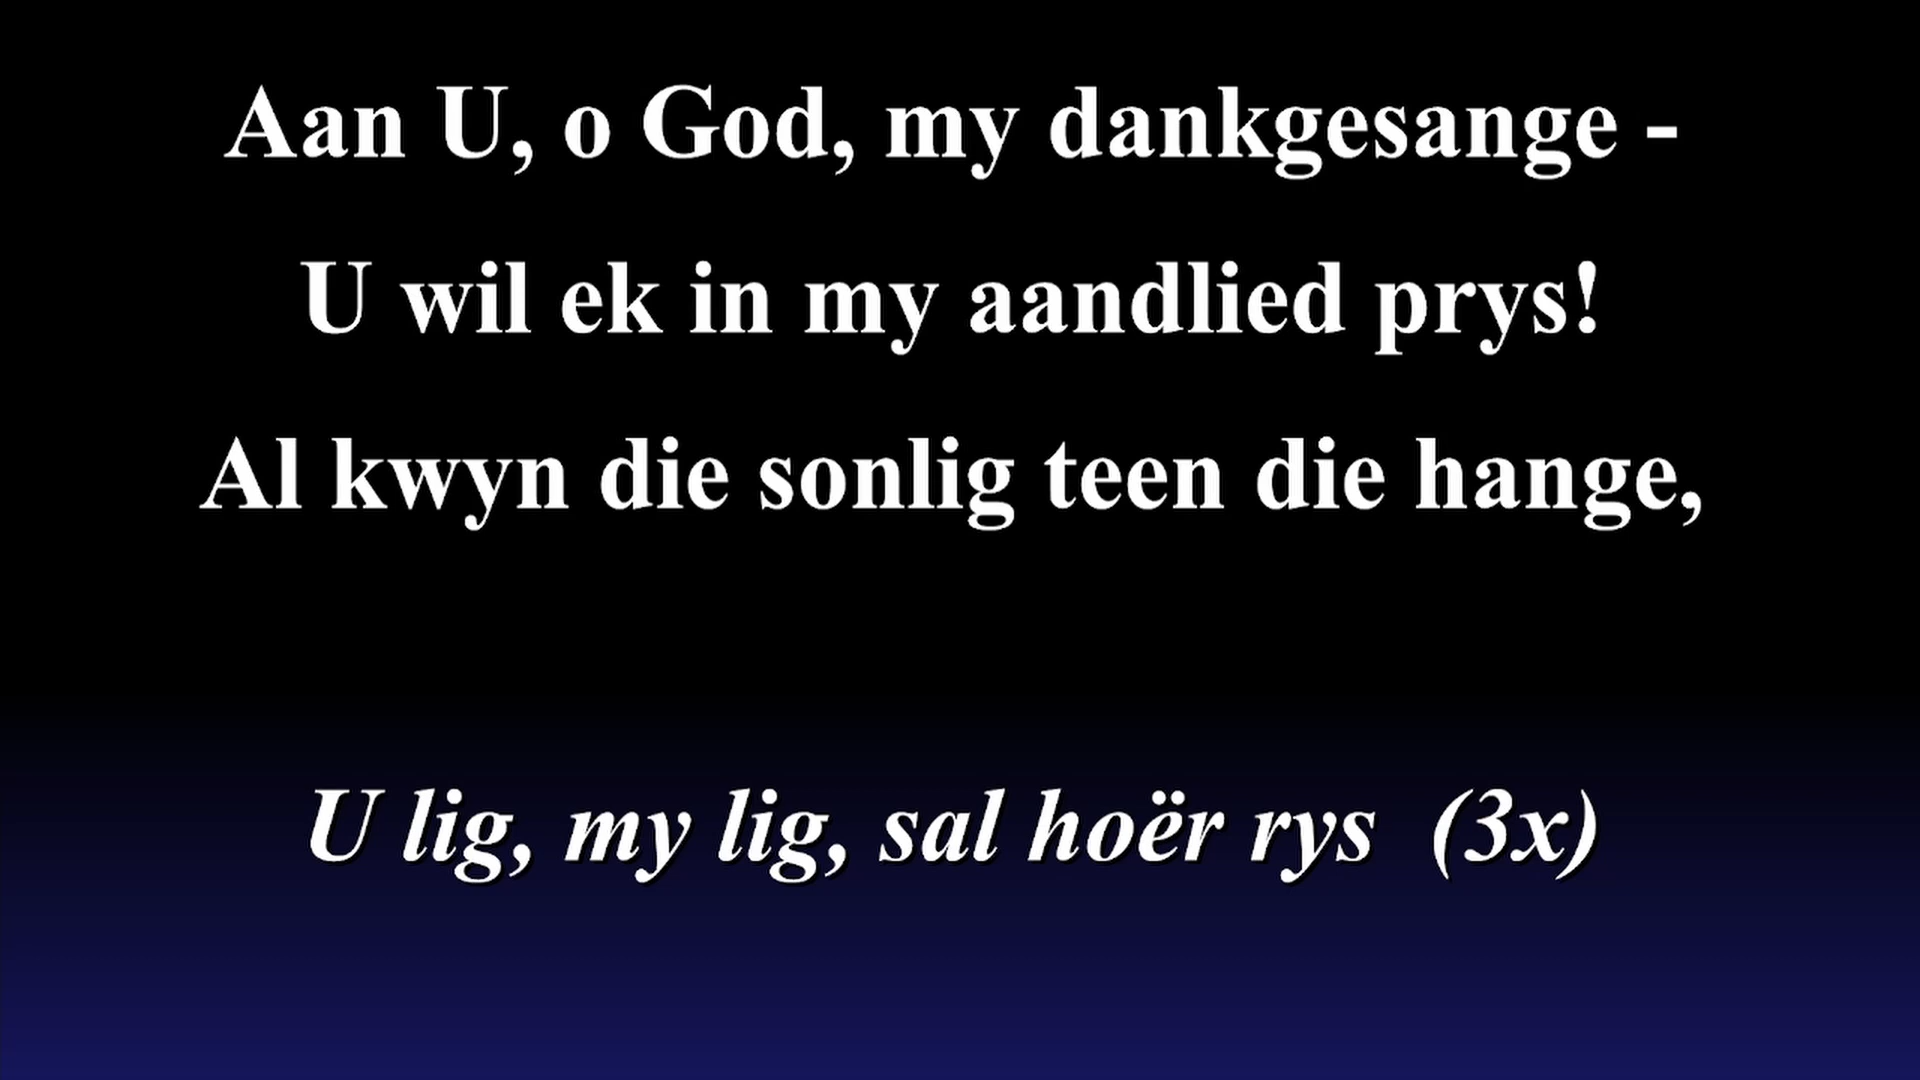 Aan U, o God, my dankgesange -
U wil ek in my aandlied prys!
Al kwyn die sonlig teen die hange,
U lig, my lig, sal hoër rys (3x)